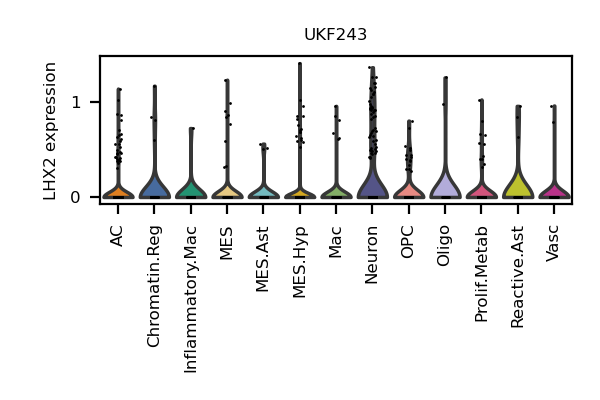 UKF243
LHX2 expression
1
0
AC
Chromatin.Reg
Inflammatory.Mac
MES
MES.Ast
MES.Hyp
Mac
Neuron
OPC
Oligo
Prolif.Metab
Reactive.Ast
Vasc